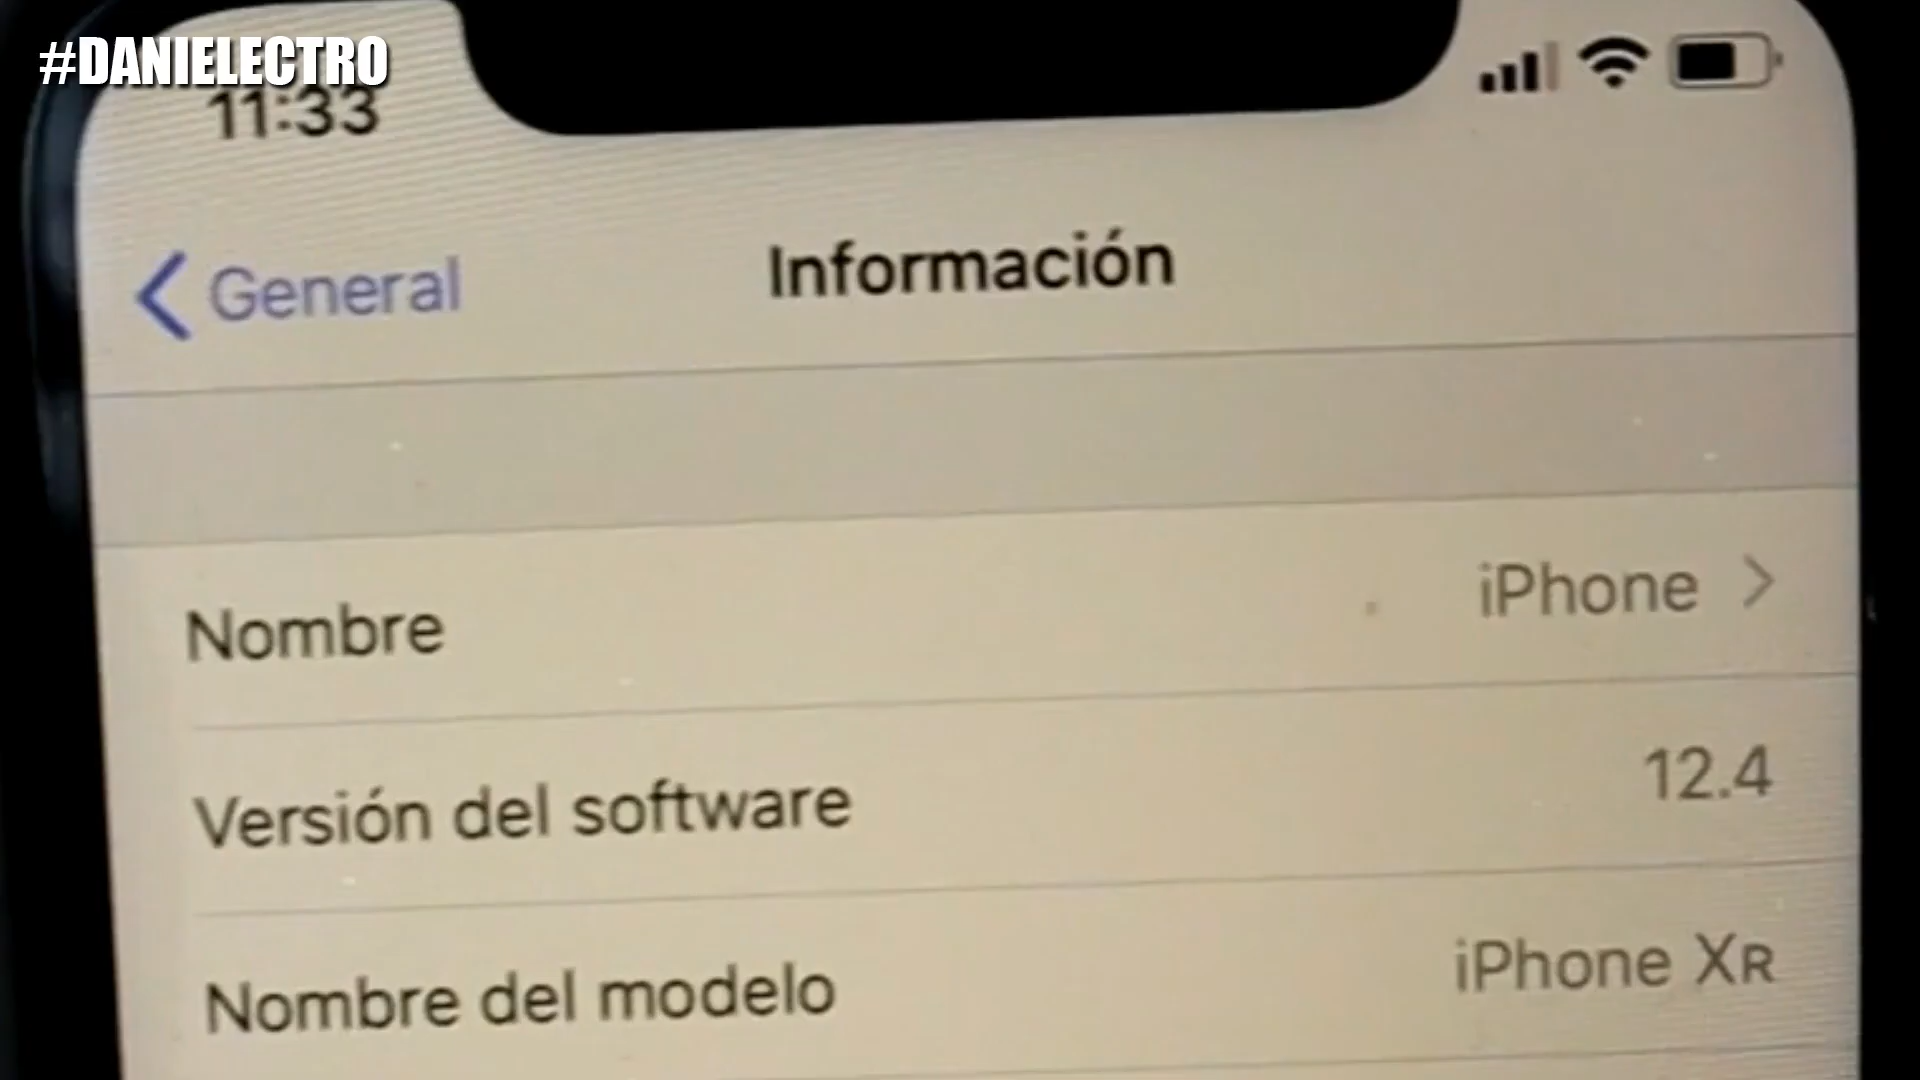 #DANIELECTRO
11:33
General
Información
Nombre
iPhone
Versión del software
12.4
Nombre del modelo
iPhone XR